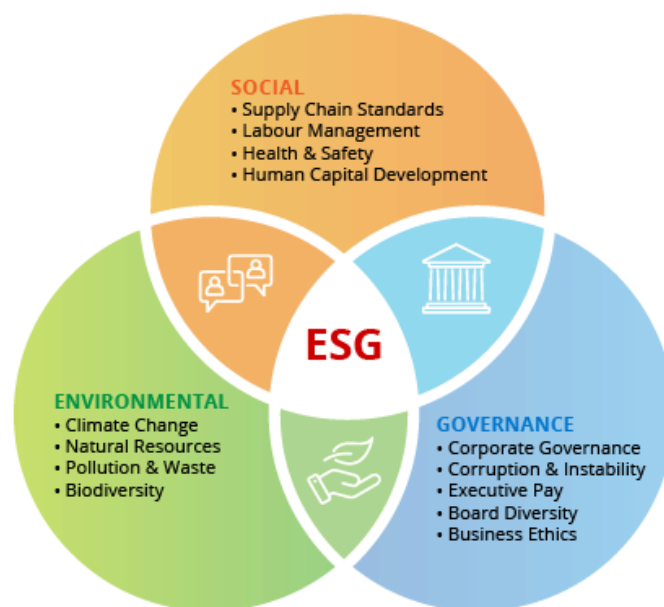 SOCIAL
• Supply Chain Standards
• Labour Management
• Health & Safety
• Human Capital Development
ESG
ENVIRONMENTAL
• Climate Change
• Natural Resources
• Pollution & Waste
• Biodiversity
GOVERNANCE
• Corporate Governance
• Corruption & Instability
• Executive Pay
• Board Diversity
• Business Ethics